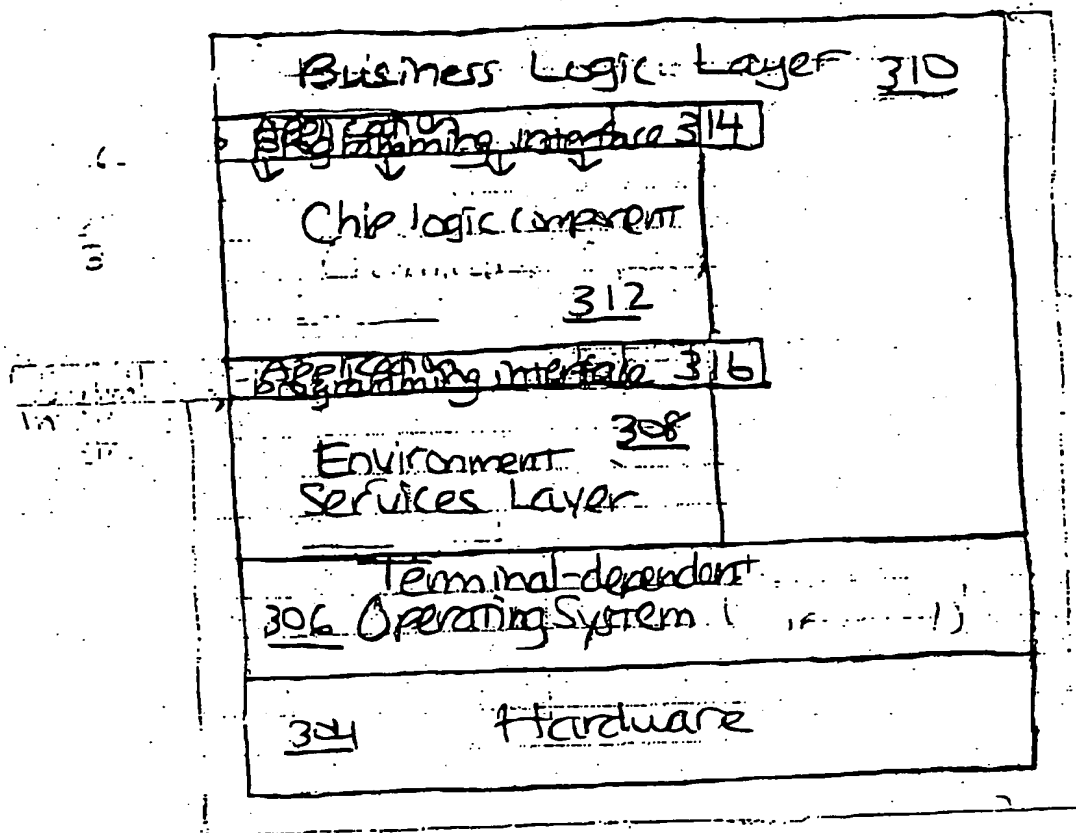 Business Logic Layer 310
Application
Programming interface 314
Chip logic component
312
Application
programming interface 316
308
Environment
Services Layer
Terminal-dependent
306 Operating System (
304 Hardware